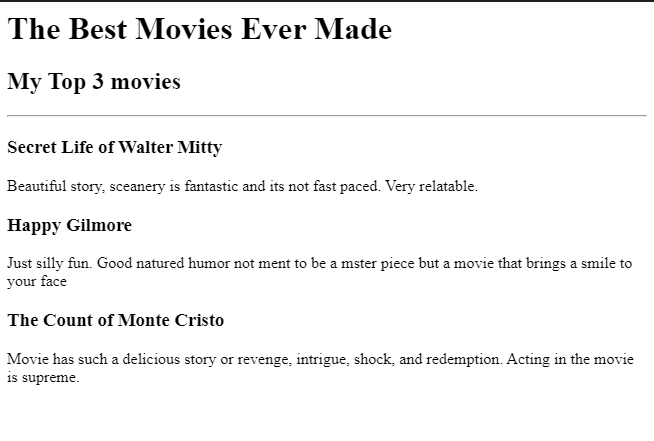 The Best Movies Ever Made
My Top 3 movies
Secret Life of Walter Mitty
Beautiful story, sceanery is fantastic and its not fast paced. Very relatable.
Happy Gilmore
Just silly fun. Good natured humor not ment to be a mster piece but a movie that brings a smile to
your face
The Count of Monte Cristo
Movie has such a delicious story or revenge, intrigue, shock, and redemption. Acting in the movie
is supreme.